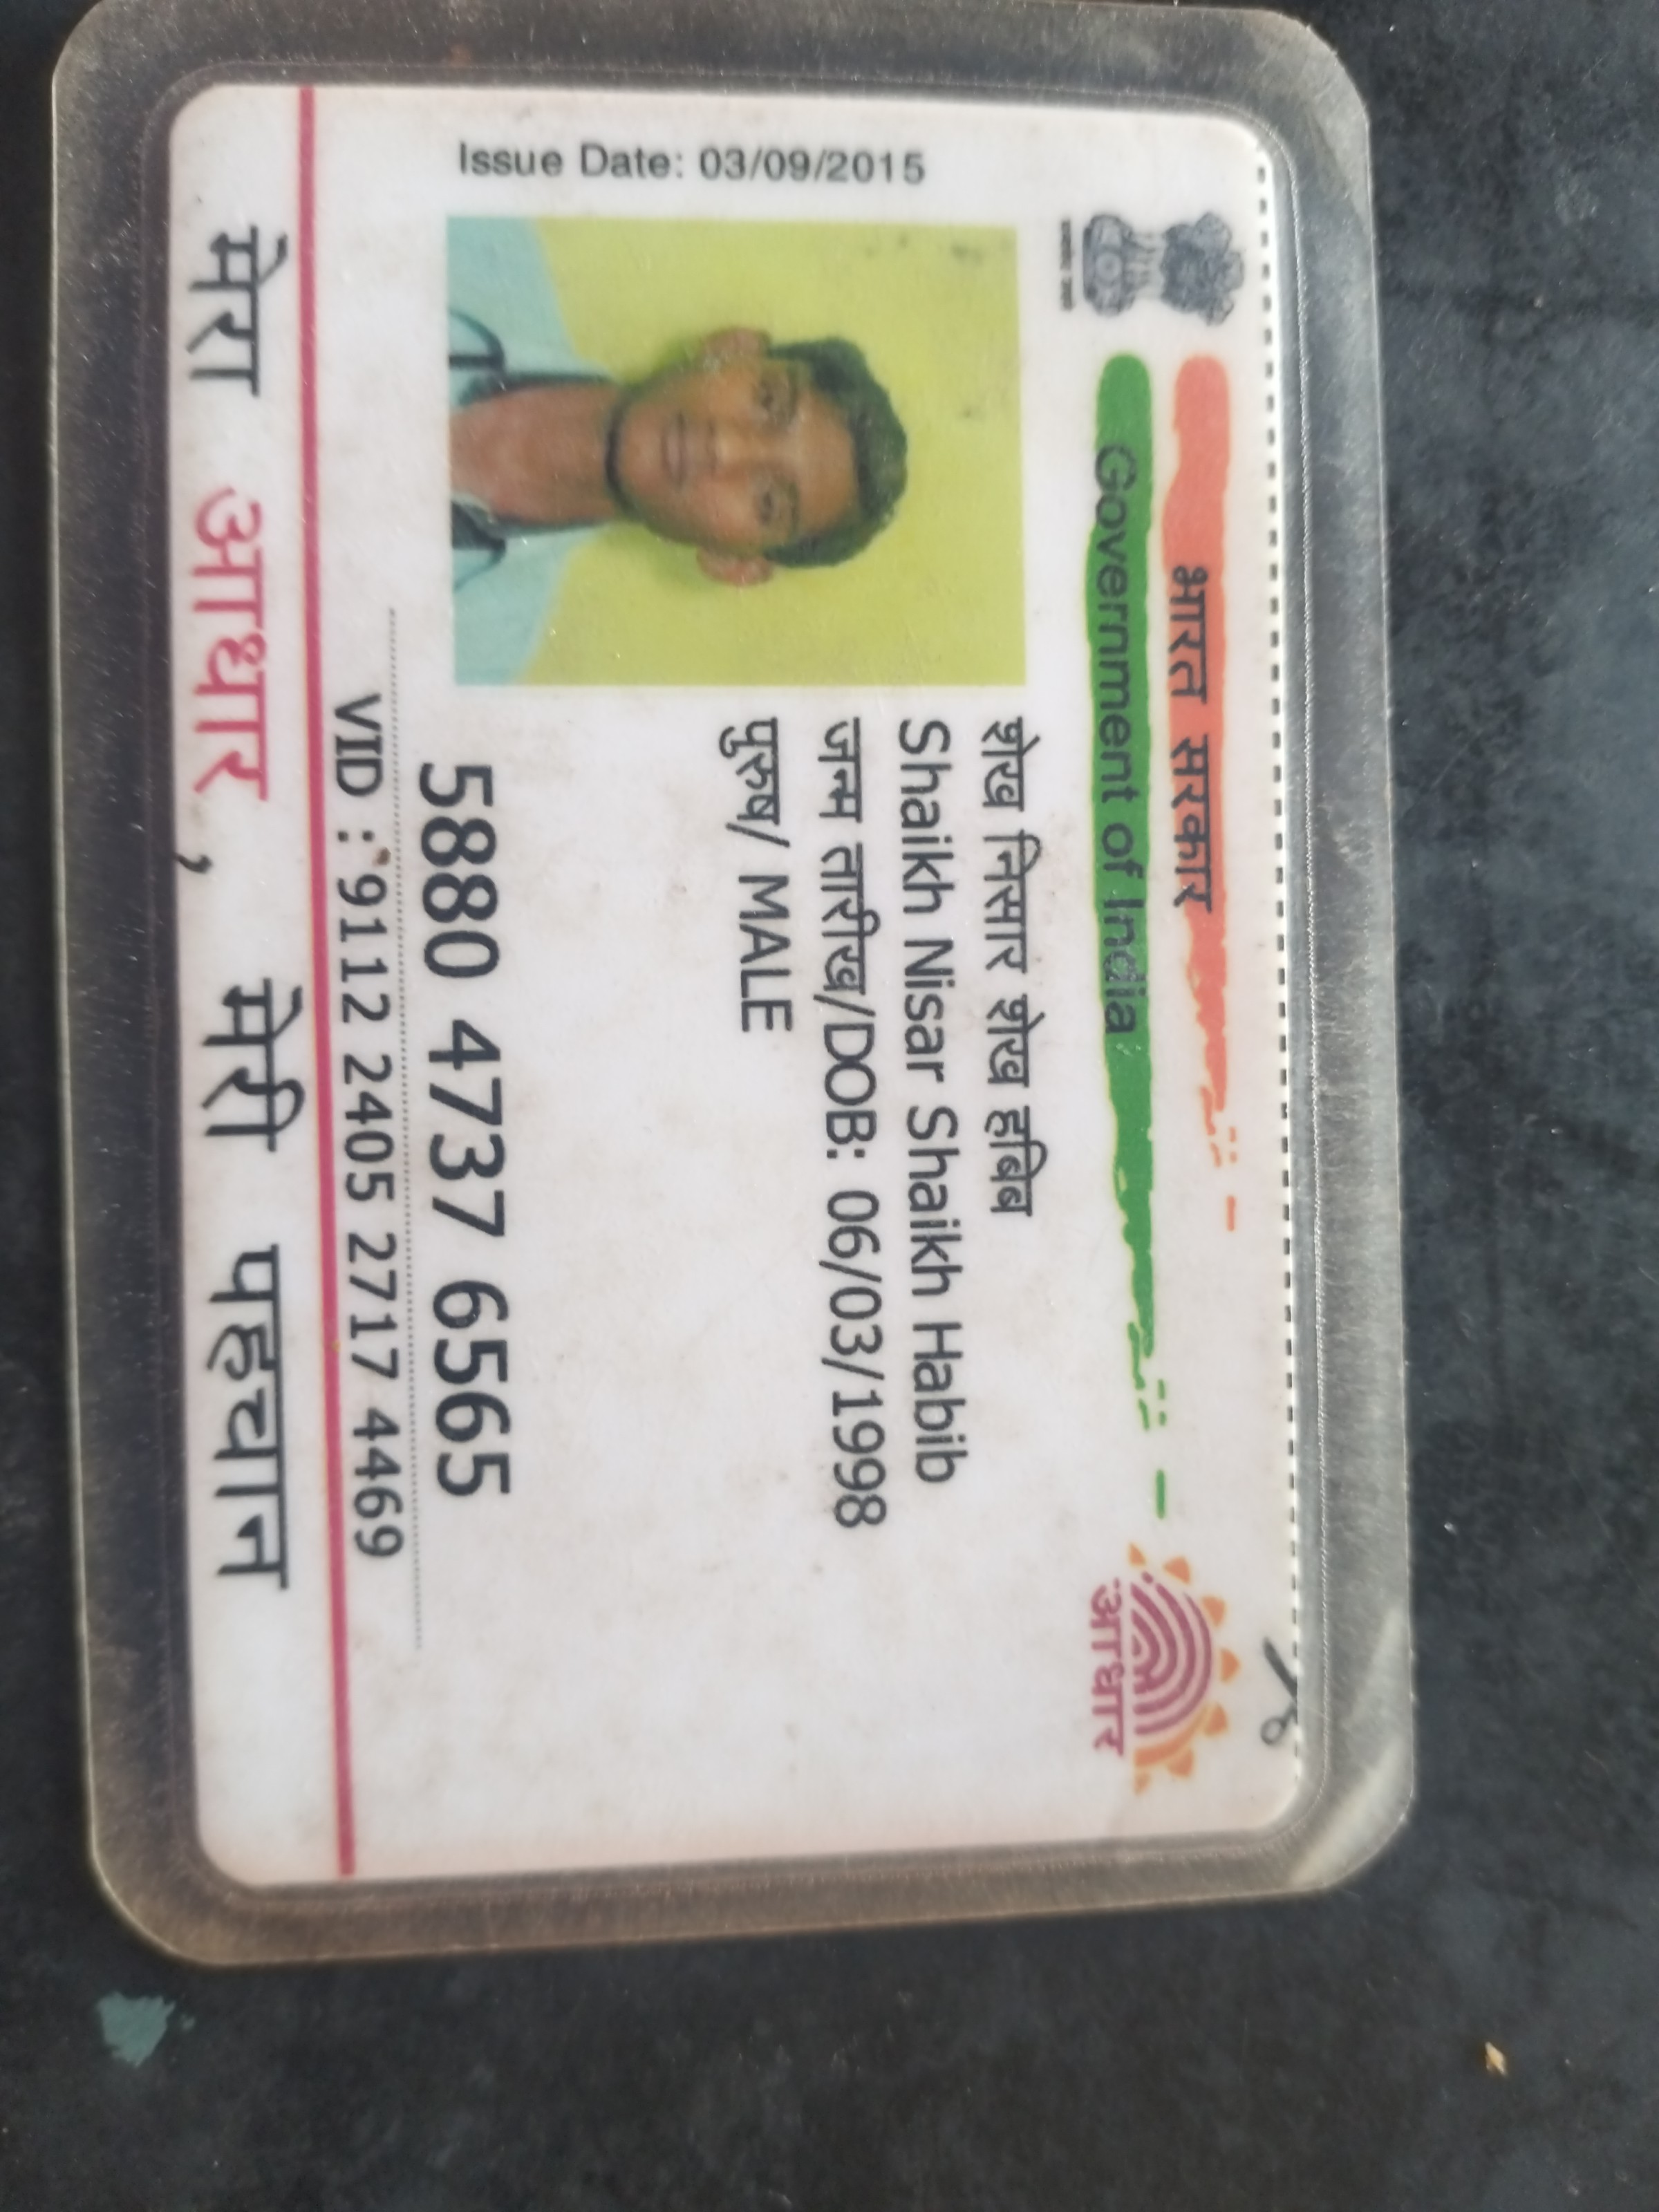 भारत सरकार
Government of India
आधार
Issue Date: 03/09/2015
शेख निसार शेख हबिब
Shaikh Nisar Shaikh Habib
जन्म तारीख/DOB: 06/03/1998
पुरुष/ MALE
5880 4737 6565
VID : 9112 2405 2717 4469
मेरा आधार, मेरी पहचान